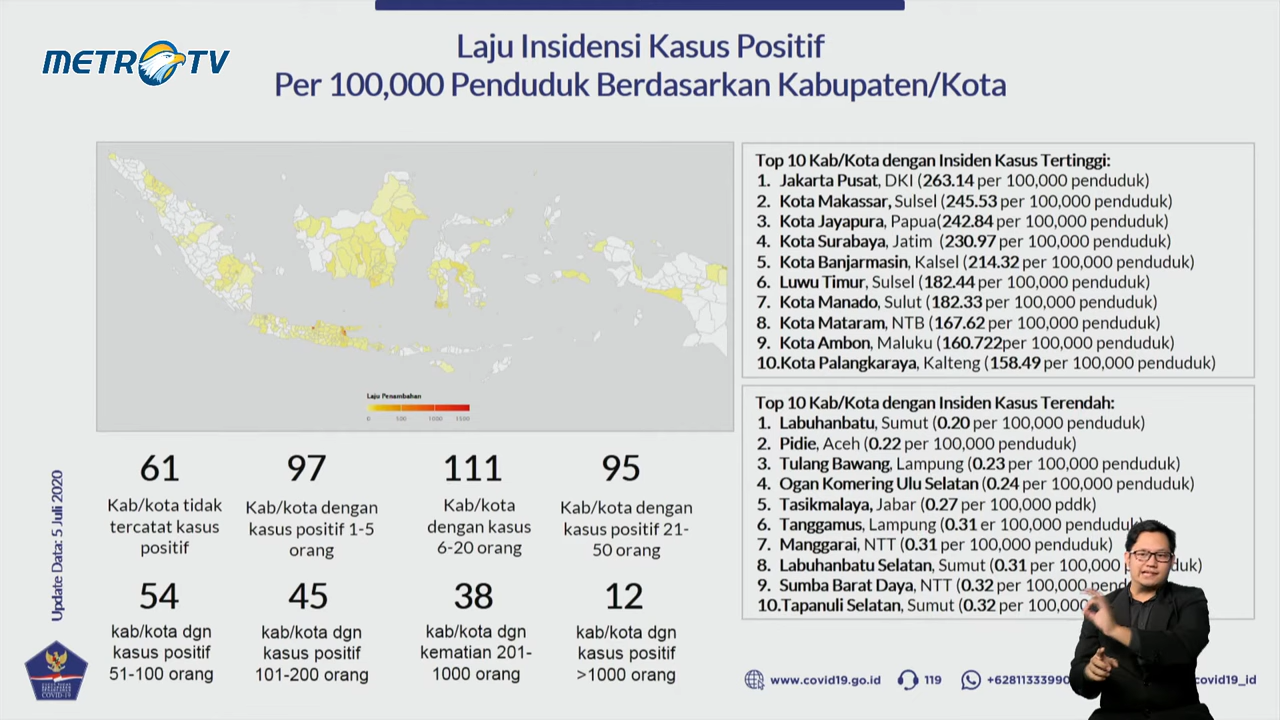 METRO TV
Laju Insidensi Kasus Positif
Per 100,000 Penduduk Berdasarkan Kabupaten/Kota
Laju Penambahan
0 500 1000 1500
Top 10 Kab/Kota dengan Insiden Kasus Tertinggi:
1. Jakarta Pusat, DKI (263.14 per 100,000 penduduk)
2. Kota Makassar, Sulsel (245.53 per 100,000 penduduk)
3. Kota Jayapura, Papua(242.84 per 100,000 penduduk)
4. Kota Surabaya, Jatim (230.97 per 100,000 penduduk)
5. Kota Banjarmasin, Kalsel (214.32 per 100,000 penduduk)
6. Luwu Timur, Sulsel (182.44 per 100,000 penduduk)
7. Kota Manado, Sulut (182.33 per 100,000 penduduk)
8. Kota Mataram, NTB (167.62 per 100,000 penduduk)
9. Kota Ambon, Maluku (160.722per 100,000 penduduk)
10.Kota Palangkaraya, Kalteng (158.49 per 100,000 penduduk)
Top 10 Kab/Kota dengan Insiden Kasus Terendah:
1. Labuhanbatu, Sumut (0.20 per 100,000 penduduk)
2. Pidie, Aceh (0.22 per 100,000 penduduk)
3. Tulang Bawang, Lampung (0.23 per 100,000 penduduk)
4. Ogan Komering Ulu Selatan (0.24 per 100,000 penduduk)
5. Tasikmalaya, Jabar (0.27 per 100,000 pddk)
6. Tanggamus, Lampung (0.31 er 100,000 penduduk)
7. Manggarai, NTT (0.31 per 100,000 penduduk)
8. Labuhanbatu Selatan, Sumut (0.31 per 100,000
9. Sumba Barat Daya, NTT (0.32 per 100,000
10.Tapanuli Selatan, Sumut (0.32 per 100,000
61
Kab/kota tidak
tercatat kasus
positif
97
Kab/kota dengan
kasus positif 1-5
orang
111
Kab/kota
dengan kasus
6-20 orang
95
Kab/kota dengan
kasus positif 21-
50 orang
54
kab/kota dgn
kasus positif
51-100 orang
45
kab/kota dgn
kasus positif
101-200 orang
38
kab/kota dgn
kematian 201-
1000 orang
12
kab/kota dgn
kasus positif
>1000 orang
Update Data: 5 Juli 2020
COVID-19
www.covid19.go.id
119
+62811333990
covid19_id